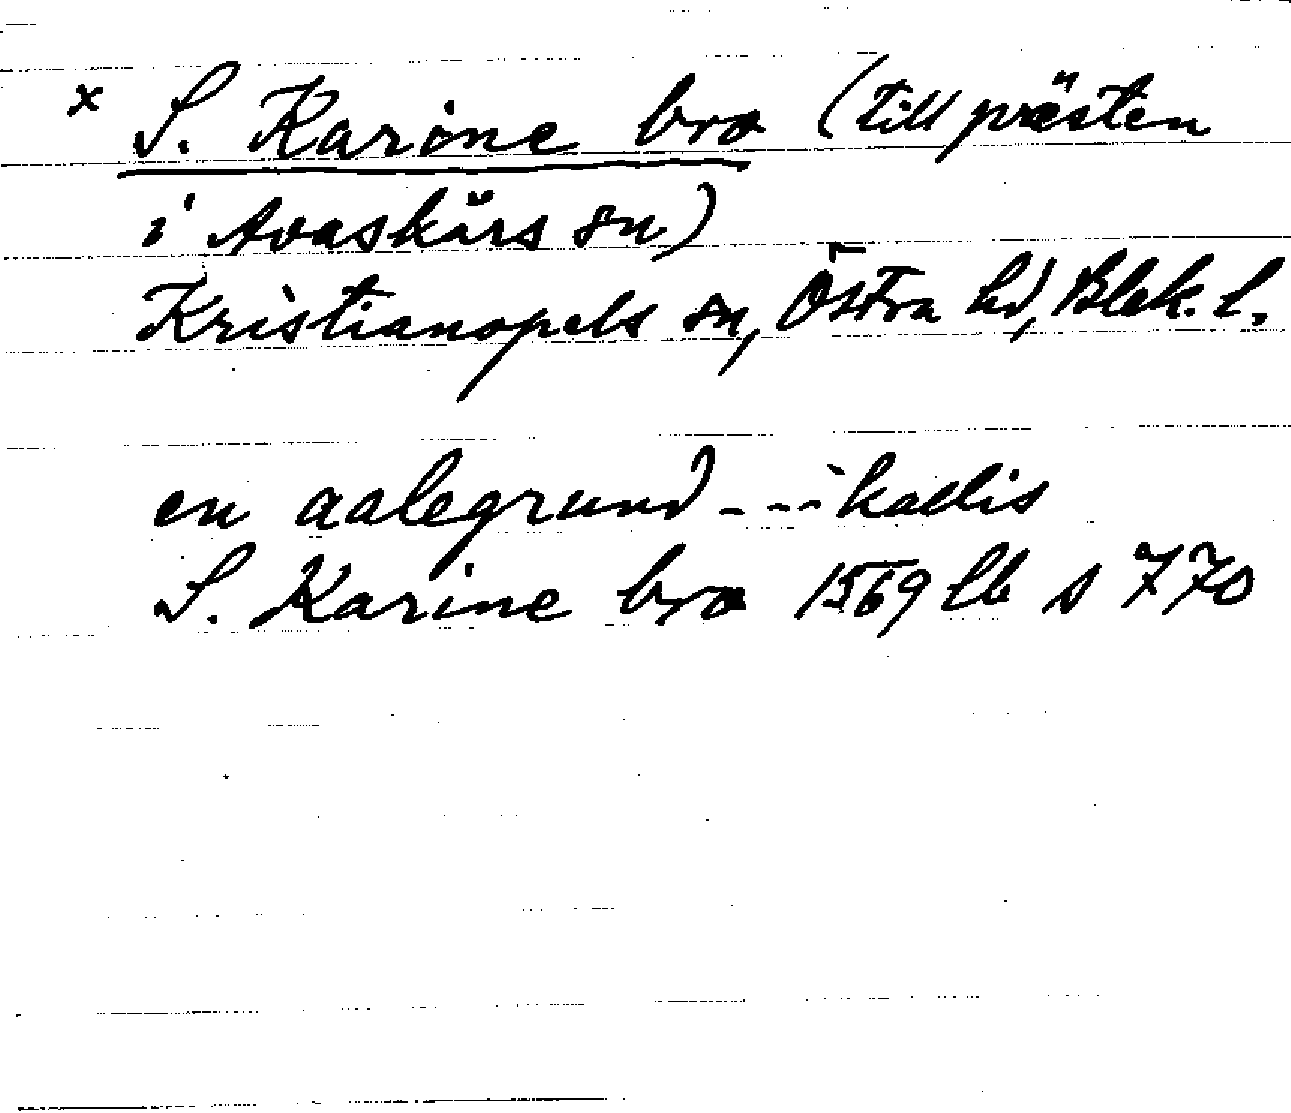 x S. Karine bro (till prästen
i Avaskärs sn)
Kristianopels sn, Östra hd, Blek. l.
en aalegrund --- kallis
S. Karine bro 1569 lb s 770